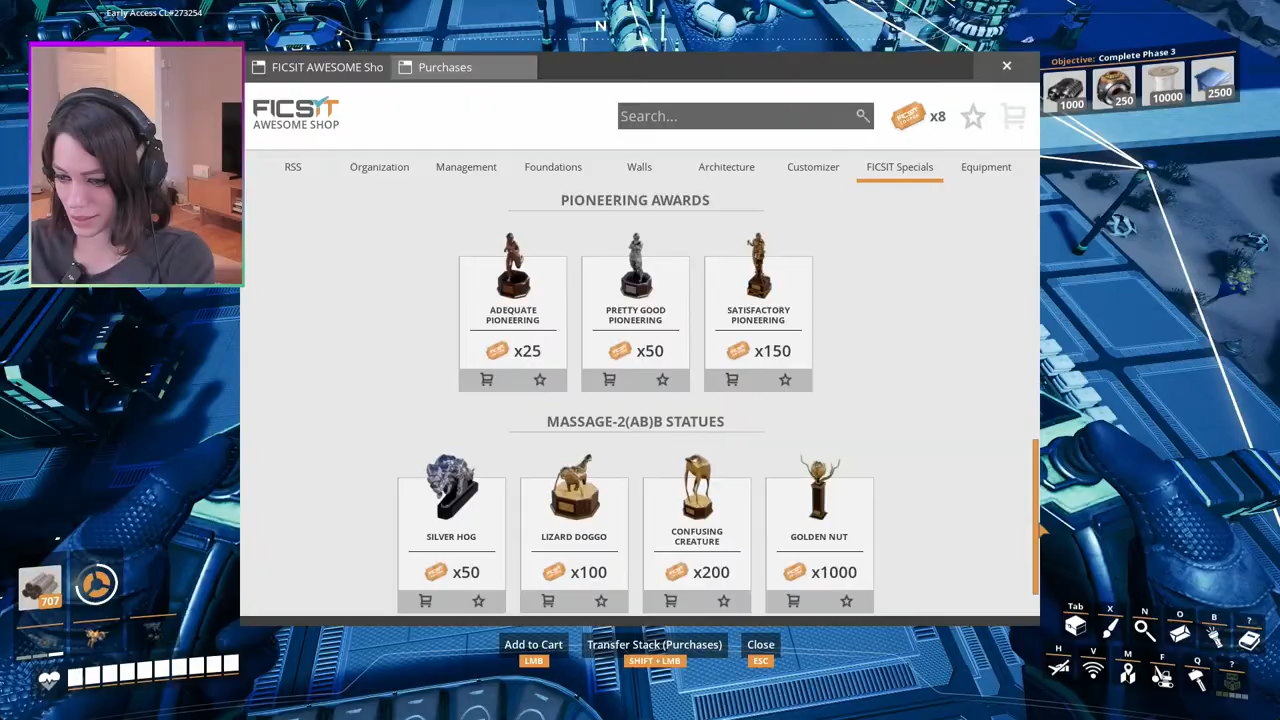 Early Access CL#273254
N
Objective: Complete Phase 3
1000
250
10000
2500
FICSIT AWESOME Sho
Purchases
FICSIT
AWESOME SHOP
Search...
x8
RSS
Organization
Management
Foundations
Walls
Architecture
Customizer
FICSIT Specials
Equipment
PIONEERING AWARDS
ADEQUATE
PIONEERING
x25
PRETTY GOOD
PIONEERING
x50
SATISFACTORY
PIONEERING
x150
MASSAGE-2(AB)B STATUES
SILVER HOG
x50
LIZARD DOGGO
x100
CONFUSING
CREATURE
x200
GOLDEN NUT
x1000
707
Add to Cart
LMB
Transfer Stack (Purchases)
SHIFT + LMB
Close
ESC
Tab
X
N
O
B
?
H
V
M
F
Q
?